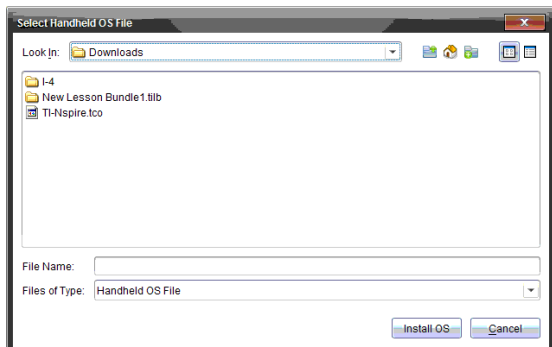 Select Handheld OS File
Look In: Downloads
I-4
New Lesson Bundle1.tilb
TI-Nspire.tco
File Name:
Files of Type: Handheld OS File
Install OS Cancel